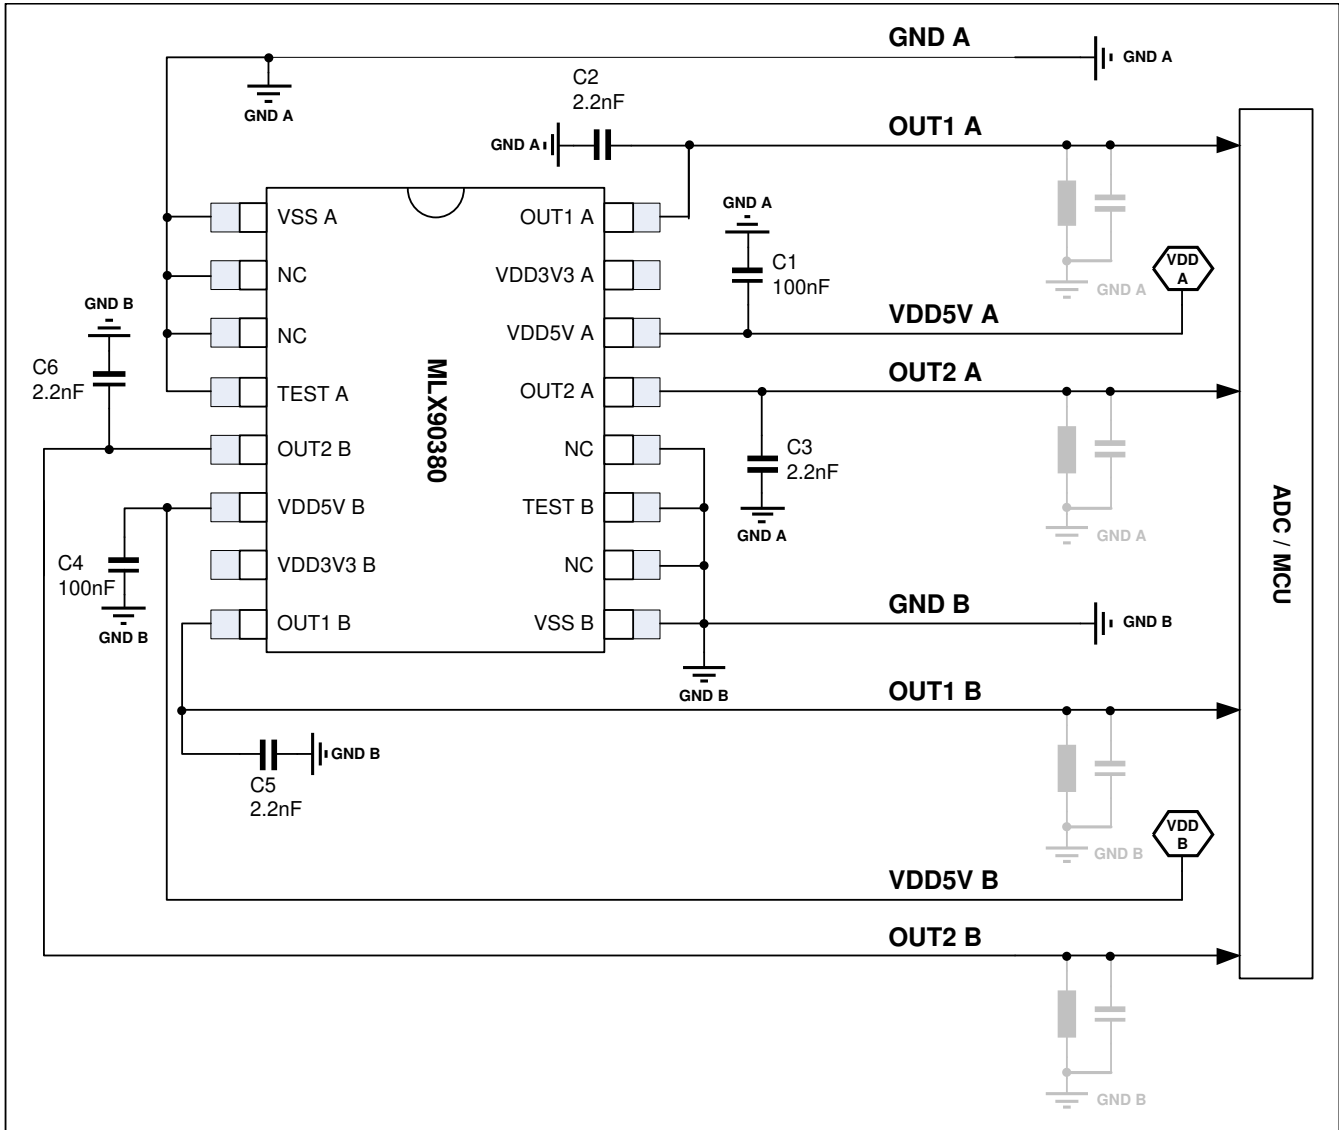 GND A
GND A
GND A
C2
2.2nF
GND A
OUT1 A
VSS A
OUT1 A
GND A
NC
VDD3V3 A
C1
100nF
VDD
A
GND A
GND B
NC
VDD5V A
VDD5V A
C6
2.2nF
TEST A
OUT2 A
OUT2 A
MLX90380
OUT2 B
NC
C3
2.2nF
VDD5V B
TEST B
GND A
GND A
ADC / MCU
C4
100nF
VDD3V3 B
NC
GND B
OUT1 B
VSS B
GND B
GND B
GND B
OUT1 B
GND B
C5
2.2nF
VDD
B
GND B
VDD5V B
OUT2 B
GND B